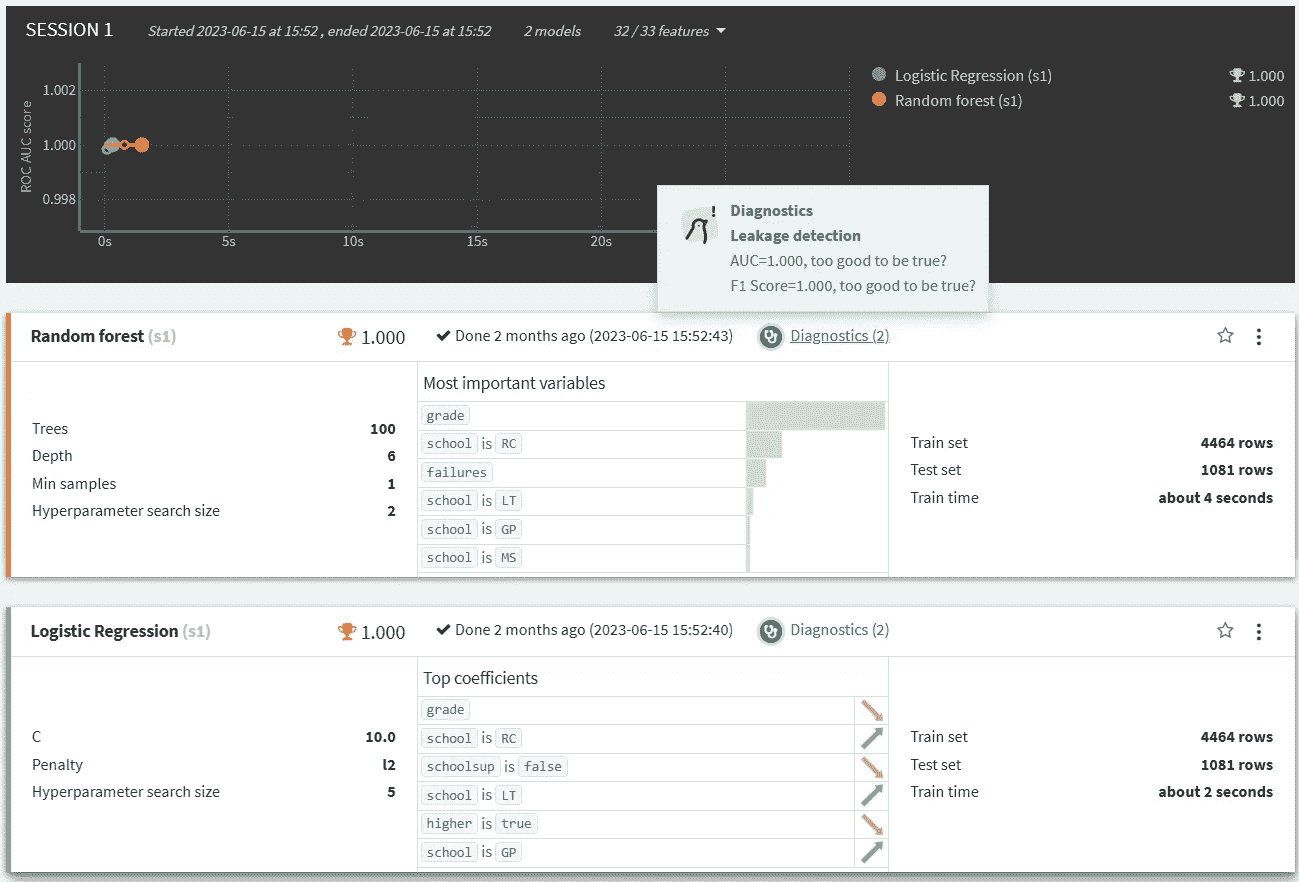 SESSION 1 Started 2023-06-15 at 15:52 , ended 2023-06-15 at 15:52 2 models 32 / 33 features
ROC AUC score
1.002
1.000
0.998
0s 5s 10s 15s 20s
Logistic Regression (s1) 1.000
Random forest (s1) 1.000
Diagnostics
Leakage detection
AUC=1.000, too good to be true?
F1 Score=1.000, too good to be true?
Random forest (s1) 1.000 Done 2 months ago (2023-06-15 15:52:43) Diagnostics (2)
Trees 100
Depth 6
Min samples 1
Hyperparameter search size 2
Most important variables
grade
school is RC
failures
school is LT
school is GP
school is MS
Train set 4464 rows
Test set 1081 rows
Train time about 4 seconds
Logistic Regression (s1) 1.000 Done 2 months ago (2023-06-15 15:52:40) Diagnostics (2)
C 10.0
Penalty l2
Hyperparameter search size 5
Top coefficients
grade
school is RC
schoolsup is false
school is LT
higher is true
school is GP
Train set 4464 rows
Test set 1081 rows
Train time about 2 seconds